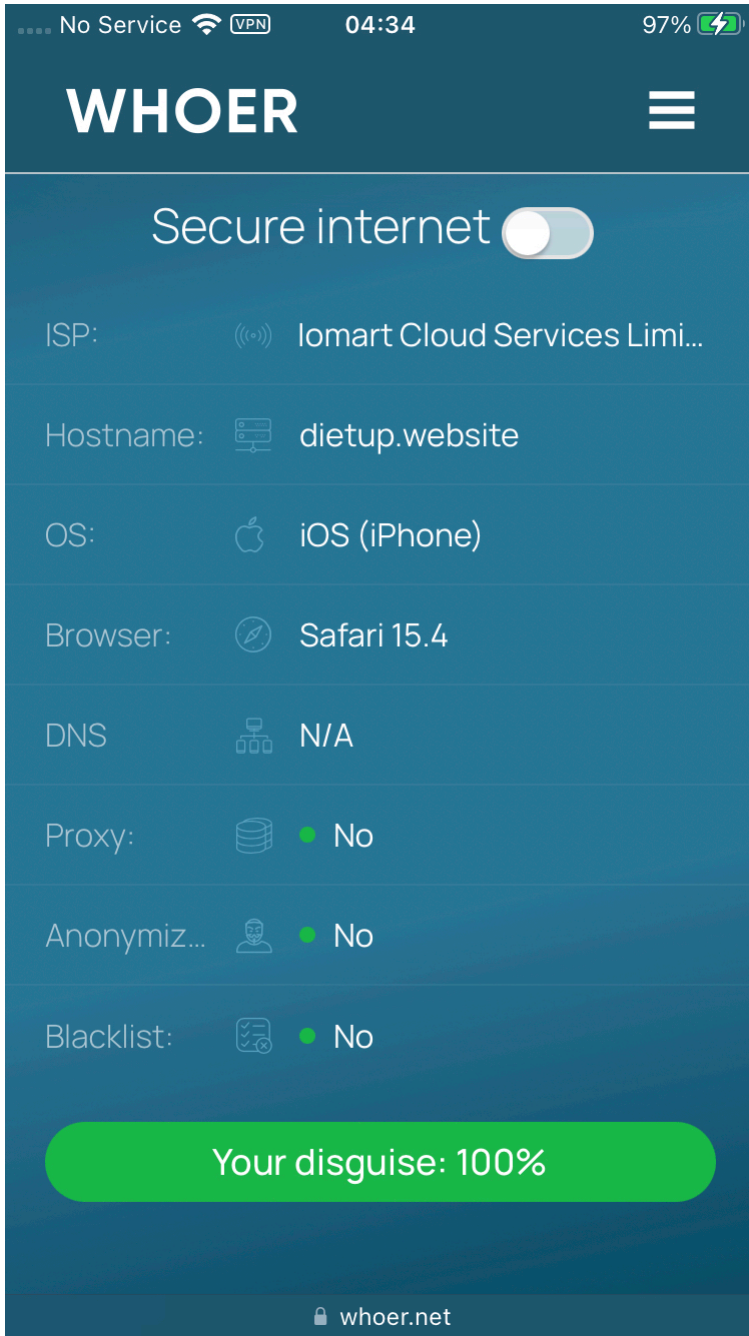 No Service VPN 04:34 97%
WHOER
Secure internet
ISP: Iomart Cloud Services Limi...
Hostname: dietup.website
OS: iOS (iPhone)
Browser: Safari 15.4
DNS N/A
Proxy: No
Anonymiz... No
Blacklist: No
Your disguise: 100%
whoer.net